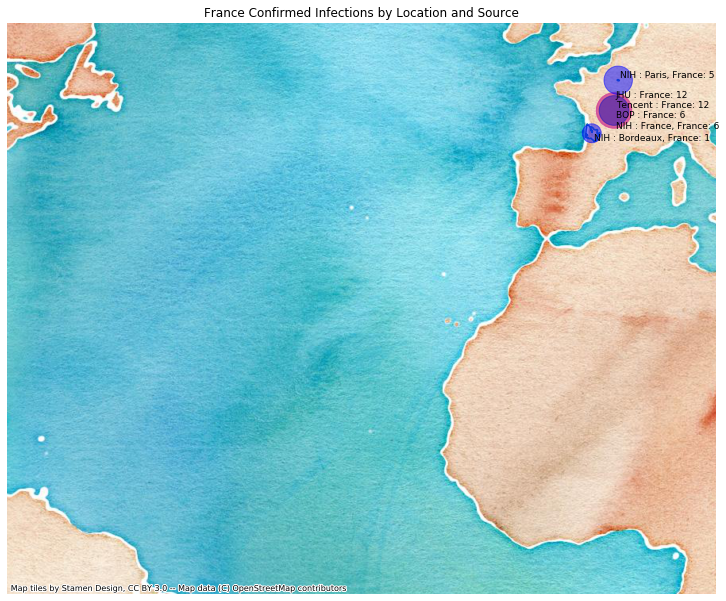 France Confirmed Infections by Location and Source
NIH : Paris, France: 5
JHU : France: 12
Tencent : France: 12
BOP : France: 6
NIH : France, France: 6
NIH : Bordeaux, France: 1
Map tiles by Stamen Design, CC BY 3.0 -- Map data (C) OpenStreetMap contributors